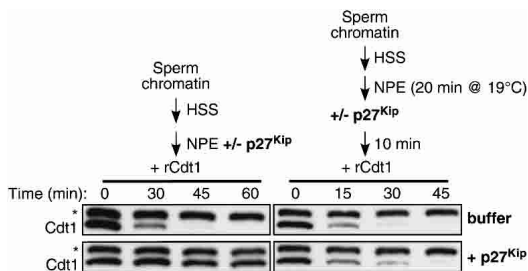 Sperm
chromatin
HSS
NPE +/- p27Kip
+ rCdt1
Sperm
chromatin
HSS
NPE (20 min @ 19°C)
+/- p27Kip
10 min
+ rCdt1
Time (min): 0 30 45 60 0 15 30 45
*
Cdt1
* 
buffer
*
Cdt1
*
+ p27Kip